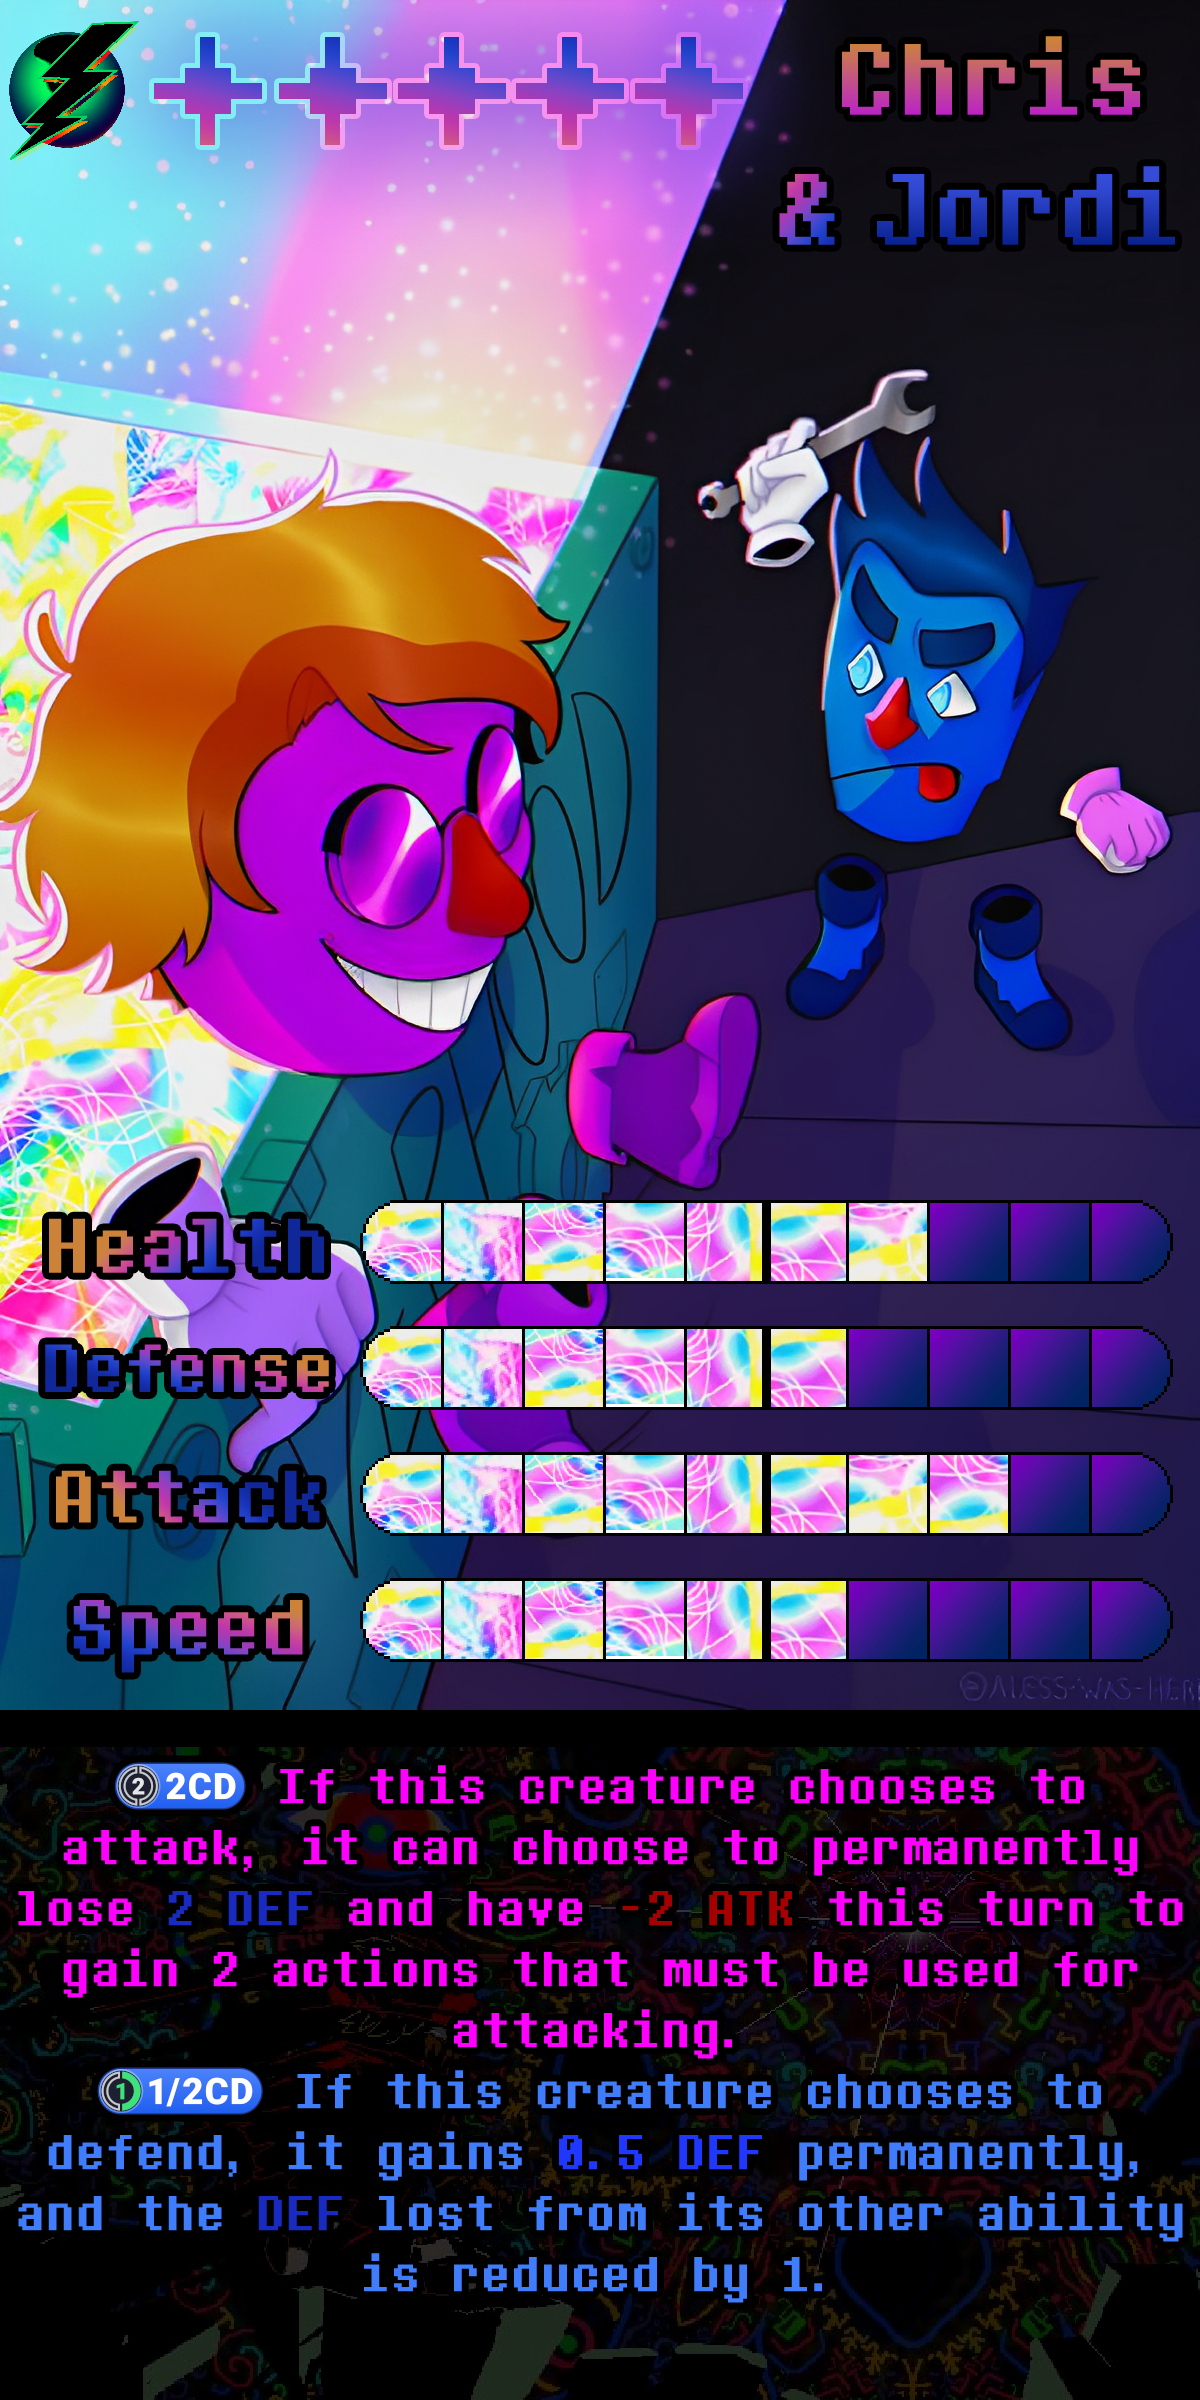 Chris
& Jordi
Health
Defense
Attack
Speed
©ALESS-WAS-HER
2 2CD If this creature chooses to
attack, it can choose to permanently
lose 2 DEF and have -2 ATK this turn to
gain 2 actions that must be used for
attacking.
1 1/2CD If this creature chooses to
defend, it gains 0.5 DEF permanently,
and the DEF lost from its other ability
is reduced by 1.